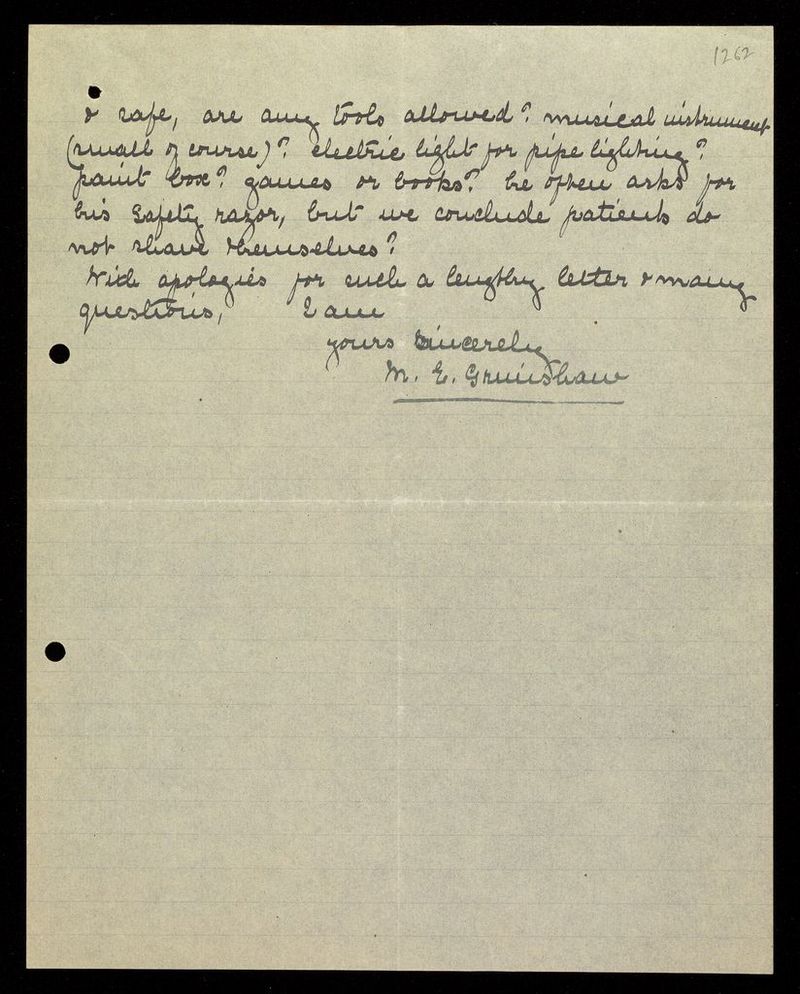 1262
& safe, are any tools allowed? musical instrument
(small of course)? electric light for pipe lighting?
paint box? games or books? he often asks for
his Safety razor, but we conclude patients do
not shave themselves?
With apologies for such a lengthy letter & many
questions, I am
yours Sincerely
M. E. Grimshaw